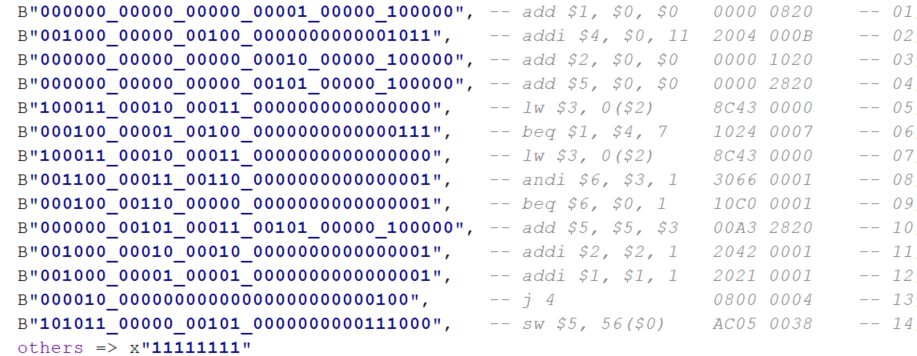 B"000000_00000_00000_00001_00000_100000", -- add $1, $0, $0 0000 0820 -- 01
B"001000_00000_00100_0000000000001011", -- addi $4, $0, 11 2004 000B -- 02
B"000000_00000_00000_00010_00000_100000", -- add $2, $0, $0 0000 1020 -- 03
B"000000_00000_00000_00101_00000_100000", -- add $5, $0, $0 0000 2820 -- 04
B"100011_00010_00011_0000000000000000", -- lw $3, 0($2) 8C43 0000 -- 05
B"000100_00001_00100_0000000000000111", -- beq $1, $4, 7 1024 0007 -- 06
B"100011_00010_00011_0000000000000000", -- lw $3, 0($2) 8C43 0000 -- 07
B"001100_00011_00110_0000000000000001", -- andi $6, $3, 1 3066 0001 -- 08
B"000100_00110_00000_0000000000000001", -- beq $6, $0, 1 10C0 0001 -- 09
B"000000_00101_00011_00101_00000_100000", -- add $5, $5, $3 00A3 2820 -- 10
B"001000_00010_00010_0000000000000001", -- addi $2, $2, 1 2042 0001 -- 11
B"001000_00001_00001_0000000000000001", -- addi $1, $1, 1 2021 0001 -- 12
B"000010_00000000000000000000000100", -- j 4 0800 0004 -- 13
B"101011_00000_00101_0000000000111000", -- sw $5, 56($0) AC05 0038 -- 14
others => x"11111111"